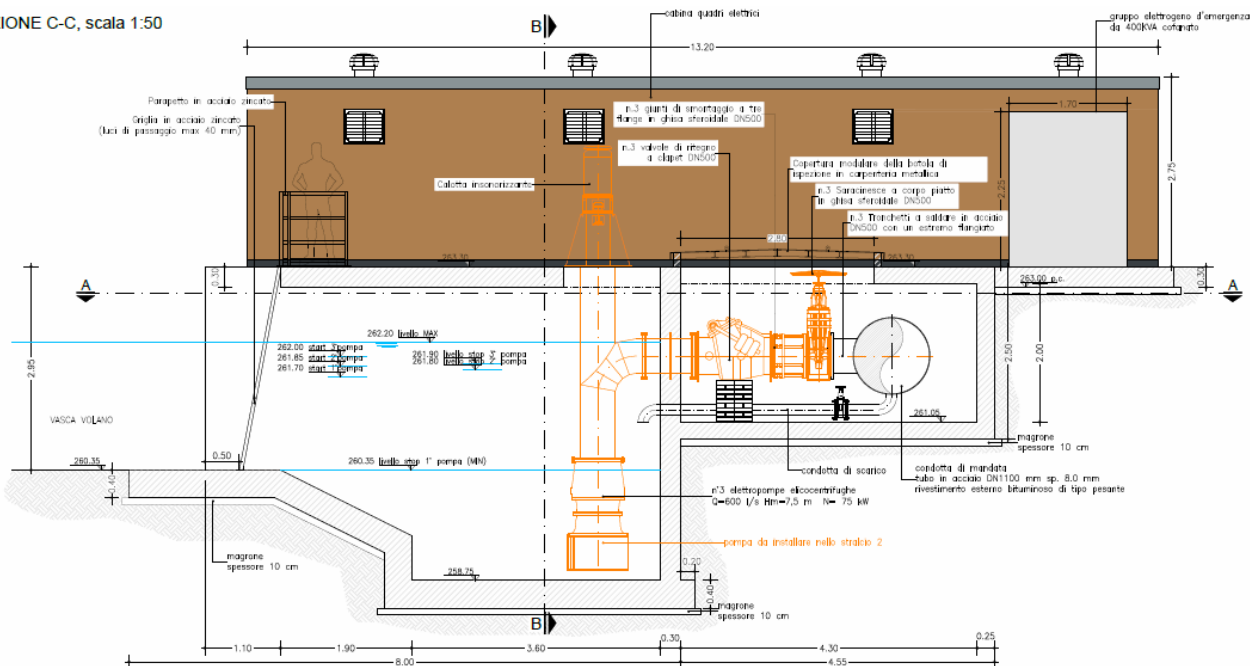 ZIONE C-C, scala 1:50
B
cabina quadri elettrici
gruppo elettrogeno d'emergenza
da 400KVA cofanato
13.20
Parapetto in acciaio zincato
Griglia in acciaio zincato
(luci di passaggio max 40 mm)
n.3 giunti di smontaggio a tre
flange in ghisa sferoidale DN500
1.70
n.3 valvole di ritegno
a clapet DN500
Copertura modulare della botola di
ispezione in carpenteria metallica
Calotta insonorizzante
n.3 Saracinesce a corpo piatto
in ghisa sferoidale DN500
2.25
2.75
n.3 Tronchetti a saldare in acciaio
DN500 con un estremo flangiato
2.80
263.30
263.30
0.30
263.00 p.c.
0.30
A
A
262.20 livello MAX
262.00 start 3°pompa
261.85 start 2°pompa
261.70 start 1°pompa
261.90 livello stop 3° pompa
261.80 livello stop 2° pompa
2.95
2.50
2.00
VASCA VOLANO
261.05
260.35
0.50
260.35 livello stop 1° pompa (MIN)
magrone
spessore 10 cm
condotta di scarico
condotta di mandata
tubo in acciaio DN1100 mm sp. 8.0 mm
rivestimento esterno bituminoso di tipo pesante
0.40
n°3 elettropompe elicocentrifughe
Q=600 l/s Hm=7,5 m N= 75 kW
pompa da installare nello stralcio 2
magrone
spessore 10 cm
258.75
0.20
0.40
magrone
spessore 10 cm
B
1.10
1.90
3.60
0.30
4.30
0.25
8.00
4.55